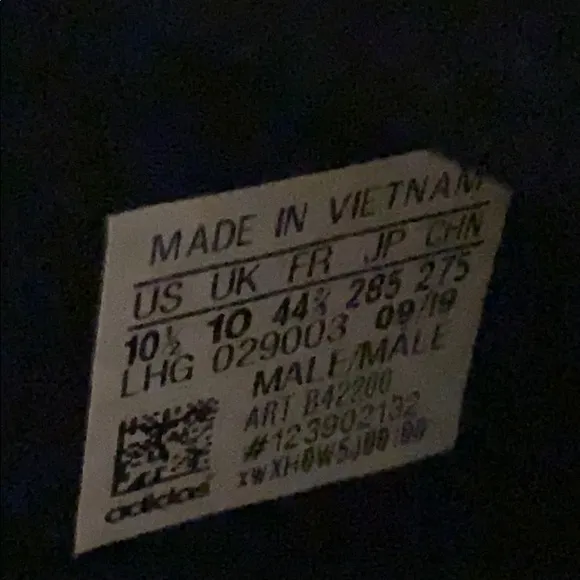 MADE IN VIETNAM
US UK FR JP CHN
10½ 10 44⅔ 285 275
LHG 029003 09/19
MALE/MALE
ART B42200
#123902132
adidas